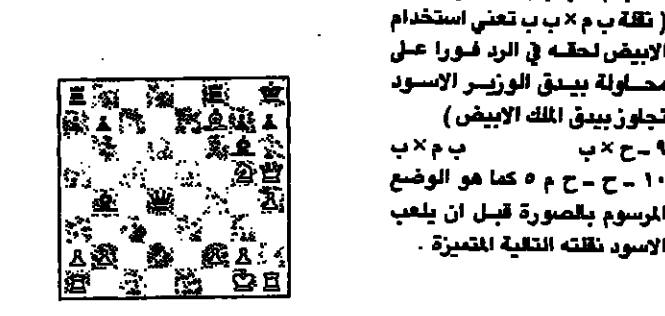 ( نقلة ب م × ب ب تعني استخدام
الابيض لحقه في الرد فورا على
محاولة بيدق الوزير الاسود
تجاوز بيدق الملك الابيض )
٩ ـ ح × ب ب م × ب
١٠ ـ ح ـ ح م ٥ كما هو الوضع
المرسوم بالصورة قبل ان يلعب
الاسود نقلته التالية المتميزة .